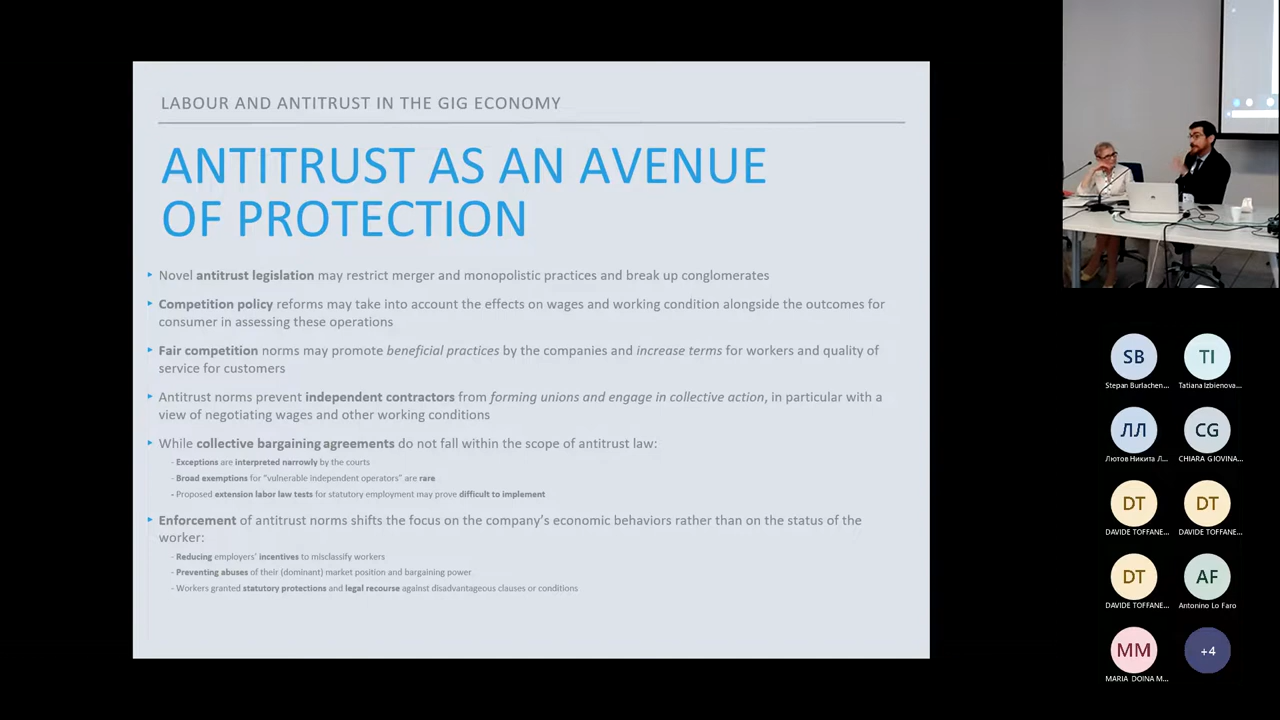 LABOUR AND ANTITRUST IN THE GIG ECONOMY
ANTITRUST AS AN AVENUE
OF PROTECTION
Novel antitrust legislation may restrict merger and monopolistic practices and break up conglomerates
Competition policy reforms may take into account the effects on wages and working condition alongside the outcomes for
consumer in assessing these operations
Fair competition norms may promote beneficial practices by the companies and increase terms for workers and quality of
service for customers
Antitrust norms prevent independent contractors from forming unions and engage in collective action, in particular with a
view of negotiating wages and other working conditions
While collective bargaining agreements do not fall within the scope of antitrust law:
- Exceptions are interpreted narrowly by the courts
- Broad exemptions for "vulnerable independent operators" are rare
- Proposed extension labor law tests for statutory employment may prove difficult to implement
Enforcement of antitrust norms shifts the focus on the company's economic behaviors rather than on the status of the
worker:
- Reducing employers' incentives to misclassify workers
- Preventing abuses of their (dominant) market position and bargaining power
- Workers granted statutory protections and legal recourse against disadvantageous clauses or conditions
SB
Stepan Burlachen...
TI
Tatiana Izbienova...
ЛЛ
Лютов Никита Л...
CG
CHIARA GIOVINA...
DT
DAVIDE TOFFANE...
DT
DAVIDE TOFFANE...
DT
DAVIDE TOFFANE...
AF
Antonino Lo Faro
MM
MARIA DOINA M...
+4